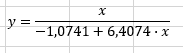 y = x / (−1,0741 + 6,4074 · x)